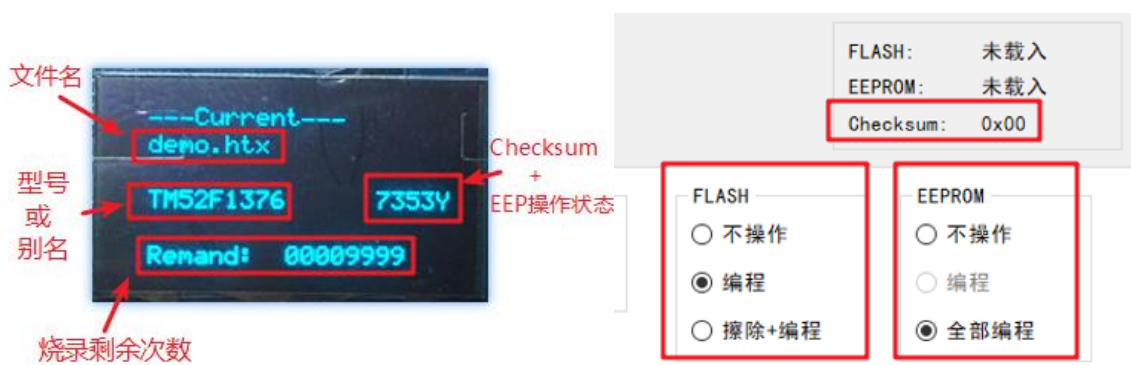 文件名
---Current---
demo.htx
型号
或
别名
TM52F1376
7353Y
Checksum
+
EEP操作状态
Remand: 00009999
烧录剩余次数
FLASH: 未载入
EEPROM: 未载入
Checksum: 0x00
FLASH
不操作
编程
擦除+编程
EEPROM
不操作
编程
全部编程